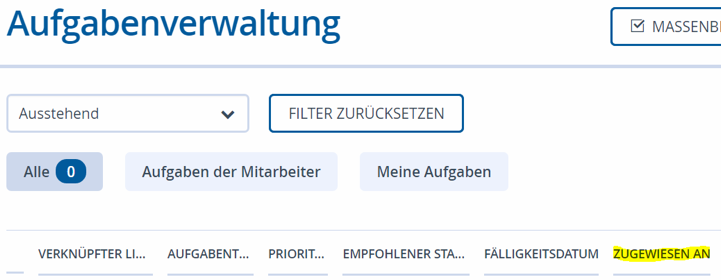 Aufgabenverwaltung
MASSENB
Ausstehend
FILTER ZURÜCKSETZEN
Alle 0
Aufgaben der Mitarbeiter
Meine Aufgaben
VERKNÜPFTER LI... AUFGABENT... PRIORIT... EMPFOHLENER STA... FÄLLIGKEITSDATUM ZUGEWIESEN AN